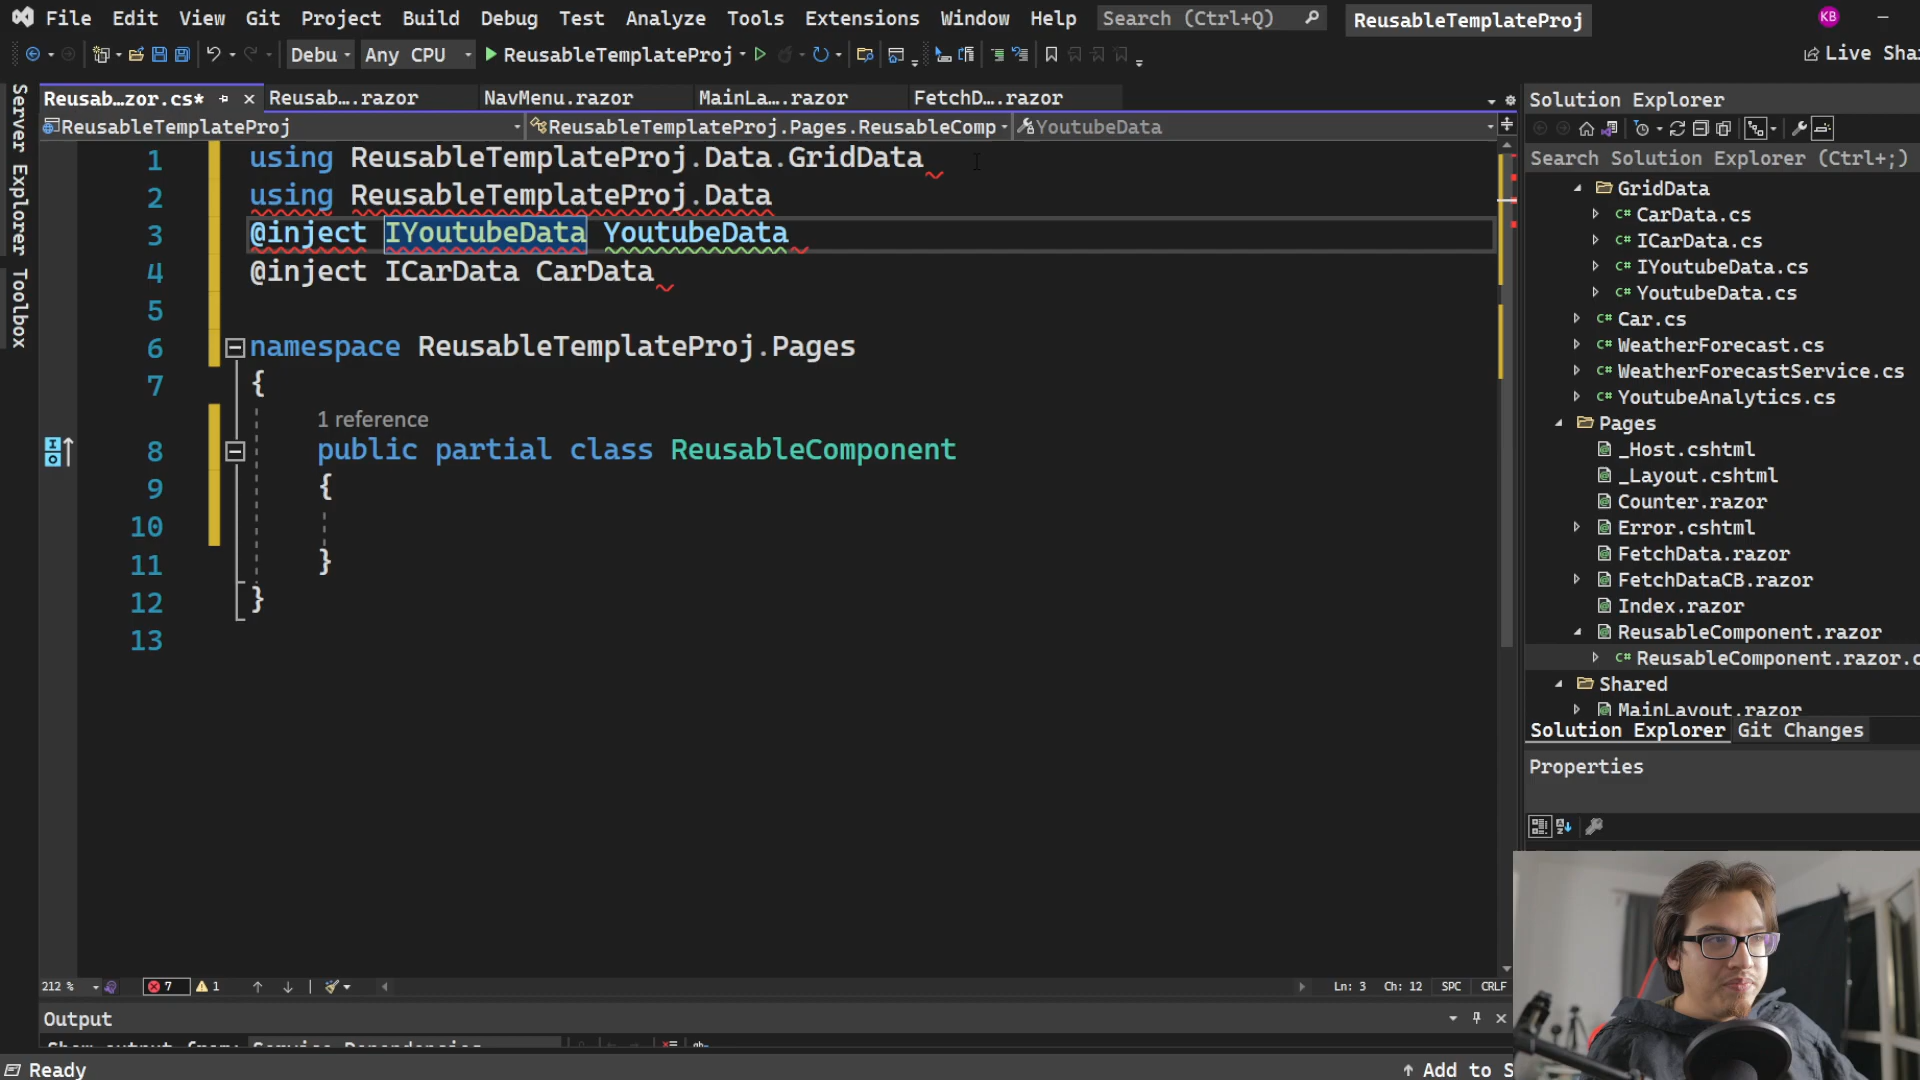 File Edit View Git Project Build Debug Test Analyze Tools Extensions Window Help Search (Ctrl+Q) ReusableTemplateProj KB
Debu Any CPU ReusableTemplateProj Live Sha
Server Explorer Toolbox
Reusab…zor.cs* Reusab….razor NavMenu.razor MainLa….razor FetchD….razor
ReusableTemplateProj ReusableTemplateProj.Pages.ReusableComp YoutubeData
1 using ReusableTemplateProj.Data.GridData
2 using ReusableTemplateProj.Data
3 @inject IYoutubeData YoutubeData
4 @inject ICarData CarData
5
6 namespace ReusableTemplateProj.Pages
7 {
1 reference
8 public partial class ReusableComponent
9 {
10
11 }
12 }
13
212 % 7 1 Ln: 3 Ch: 12 SPC CRLF
Output
Ready
Add to S
Solution Explorer
Search Solution Explorer (Ctrl+;)
GridData
C# CarData.cs
C# ICarData.cs
C# IYoutubeData.cs
C# YoutubeData.cs
C# Car.cs
C# WeatherForecast.cs
C# WeatherForecastService.cs
C# YoutubeAnalytics.cs
Pages
_Host.cshtml
_Layout.cshtml
Counter.razor
Error.cshtml
FetchData.razor
FetchDataCB.razor
Index.razor
ReusableComponent.razor
C# ReusableComponent.razor.c
Shared
MainLayout.razor
Solution Explorer Git Changes
Properties